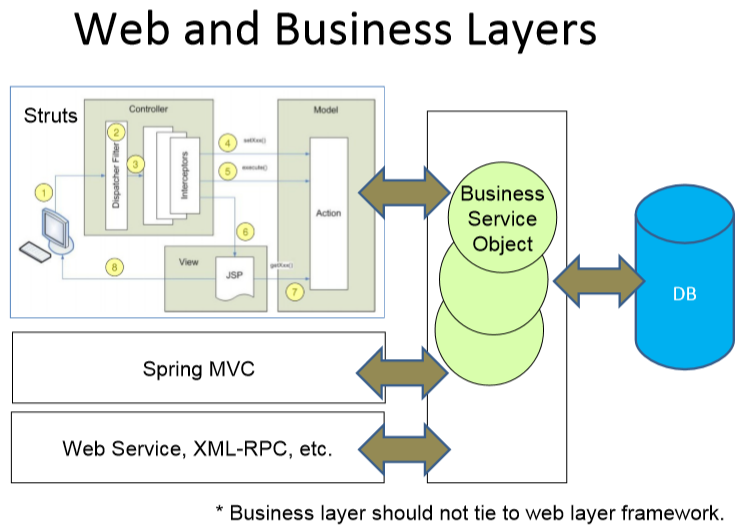 Web and Business Layers
Struts
Controller
Model
Dispatcher Filter
Interceptors
1
2
3
4
setXxx()
5
execute()
Action
6
View
JSP
getXxx()
7
8
Business
Service
Object
DB
Spring MVC
Web Service, XML-RPC, etc.
* Business layer should not tie to web layer framework.